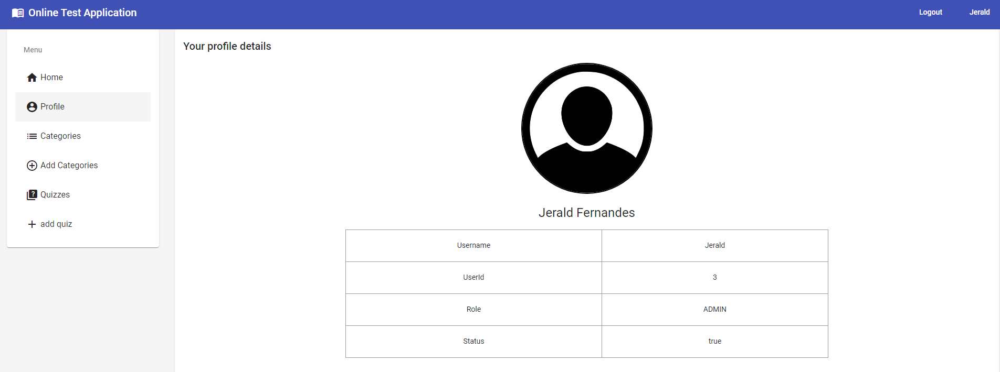 Online Test Application
Logout
Jerald
Menu
Home
Profile
Categories
Add Categories
Quizzes
add quiz
Your profile details
Jerald Fernandes
Username Jerald
UserId 3
Role ADMIN
Status true